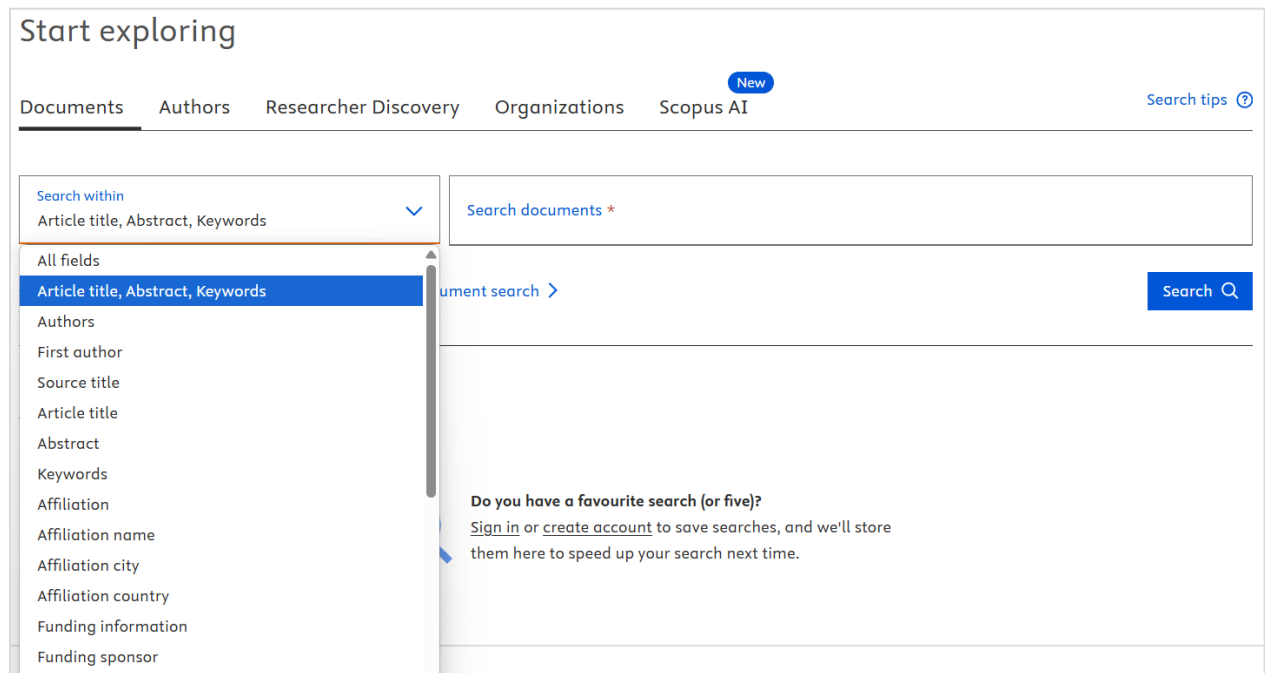 Start exploring
New
Documents Authors Researcher Discovery Organizations Scopus AI
Search tips
Search within
Article title, Abstract, Keywords
Search documents *
All fields
Article title, Abstract, Keywords
Authors
First author
Source title
Article title
Abstract
Keywords
Affiliation
Affiliation name
Affiliation city
Affiliation country
Funding information
Funding sponsor
search
Search
Do you have a favourite search (or five)?
Sign in or create account to save searches, and we'll store
them here to speed up your search next time.